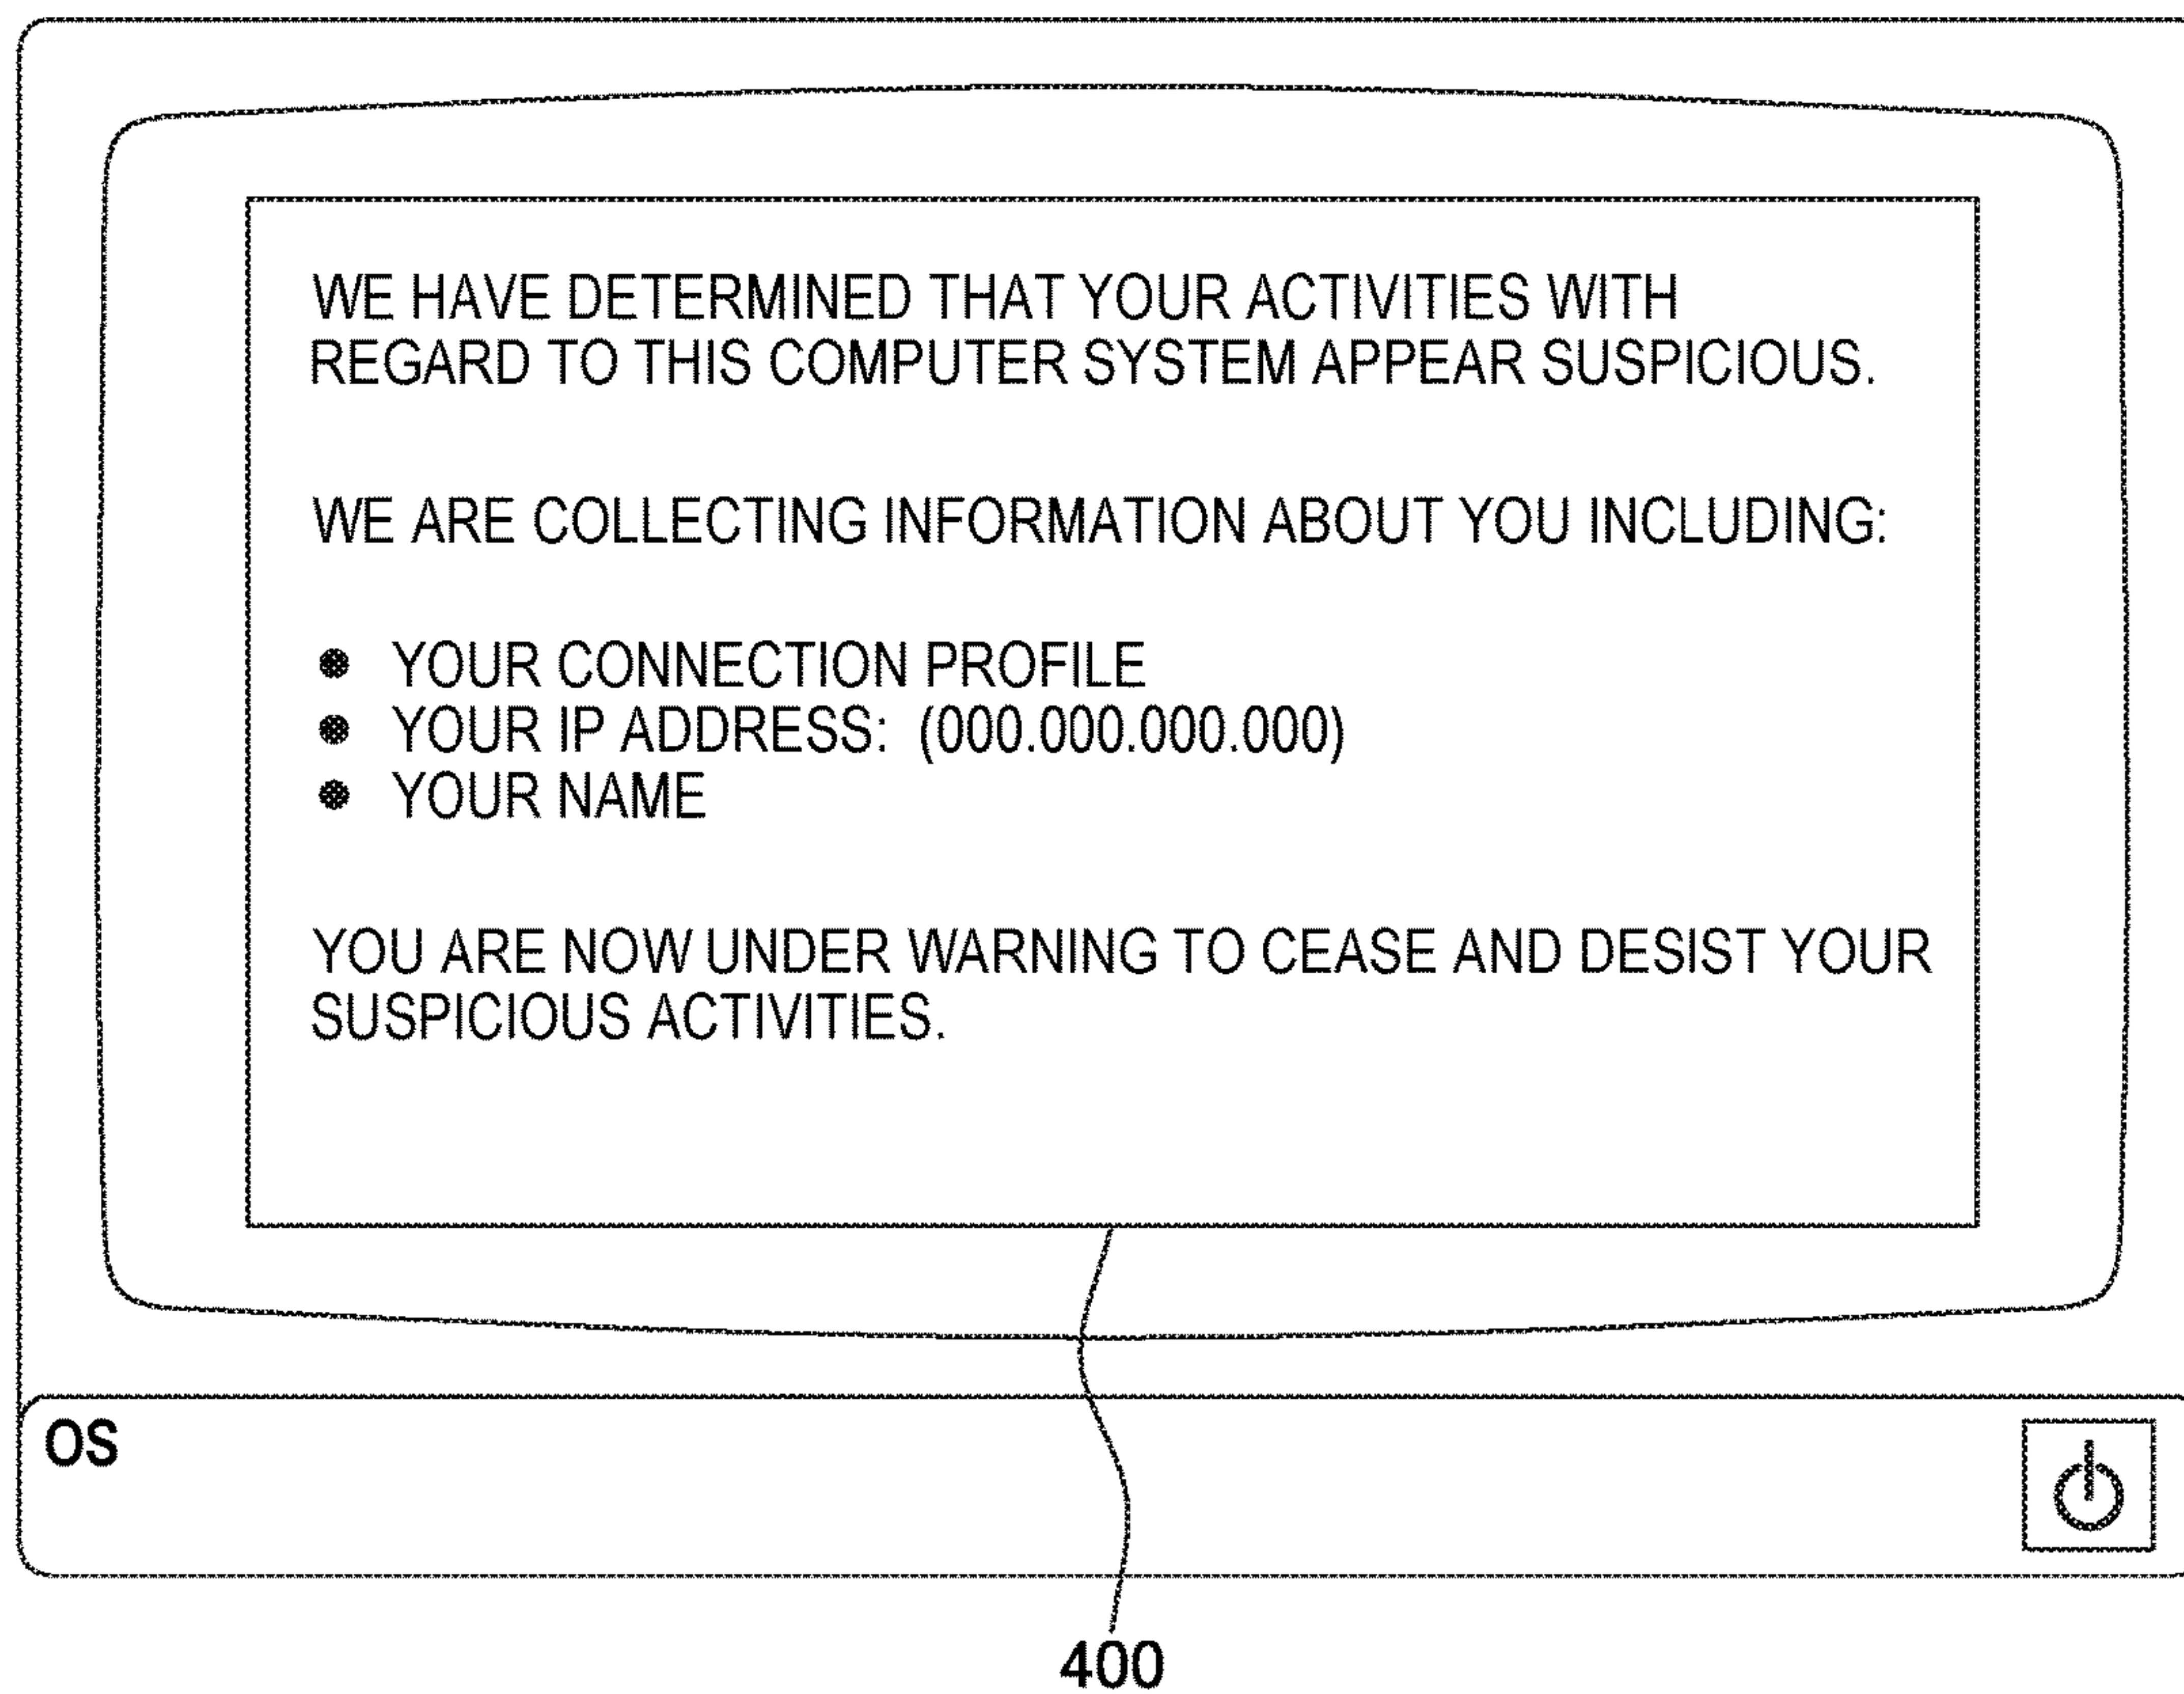 WE HAVE DETERMINED THAT YOUR ACTIVITIES WITH
REGARD TO THIS COMPUTER SYSTEM APPEAR SUSPICIOUS.
WE ARE COLLECTING INFORMATION ABOUT YOU INCLUDING:
● YOUR CONNECTION PROFILE
● YOUR IP ADDRESS: (000.000.000.000)
● YOUR NAME
YOU ARE NOW UNDER WARNING TO CEASE AND DESIST YOUR
SUSPICIOUS ACTIVITIES.
OS
400